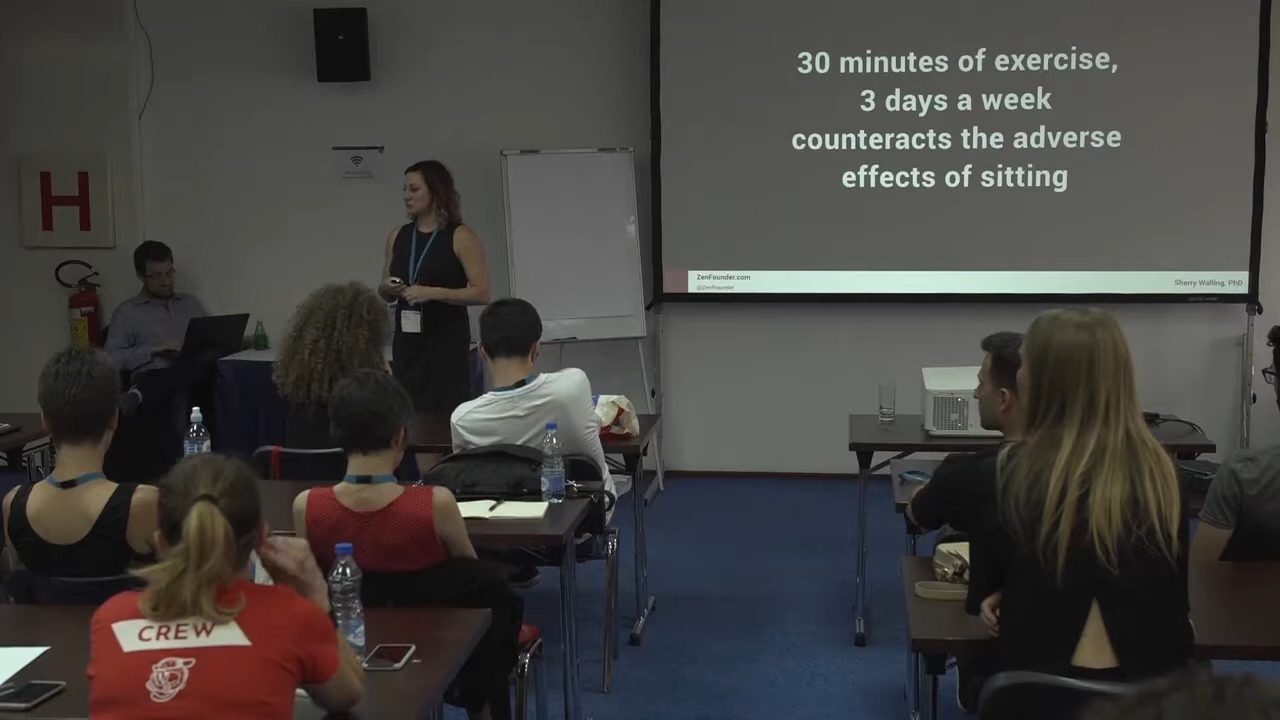 30 minutes of exercise,
3 days a week
counteracts the adverse
effects of sitting
ZenFounder.com
@ZenFounder
Sherry Walling, PhD
H
CREW